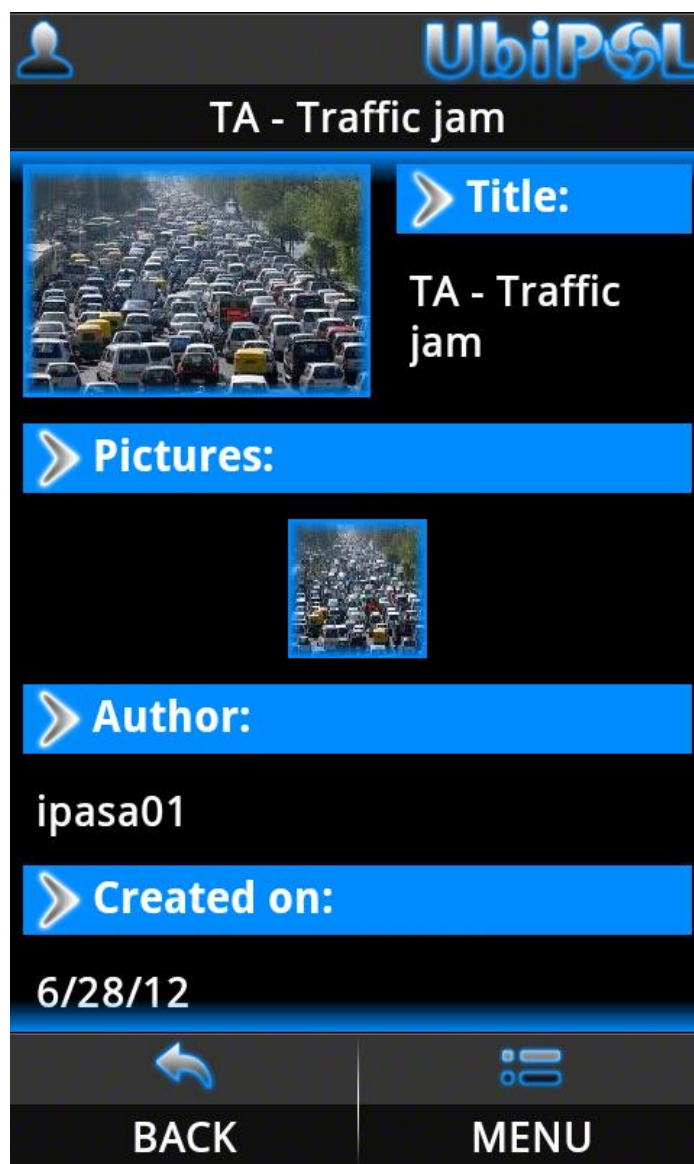 UbiPOL
TA - Traffic jam
Title:
TA - Traffic
jam
Pictures:
Author:
ipasa01
Created on:
6/28/12
BACK
MENU